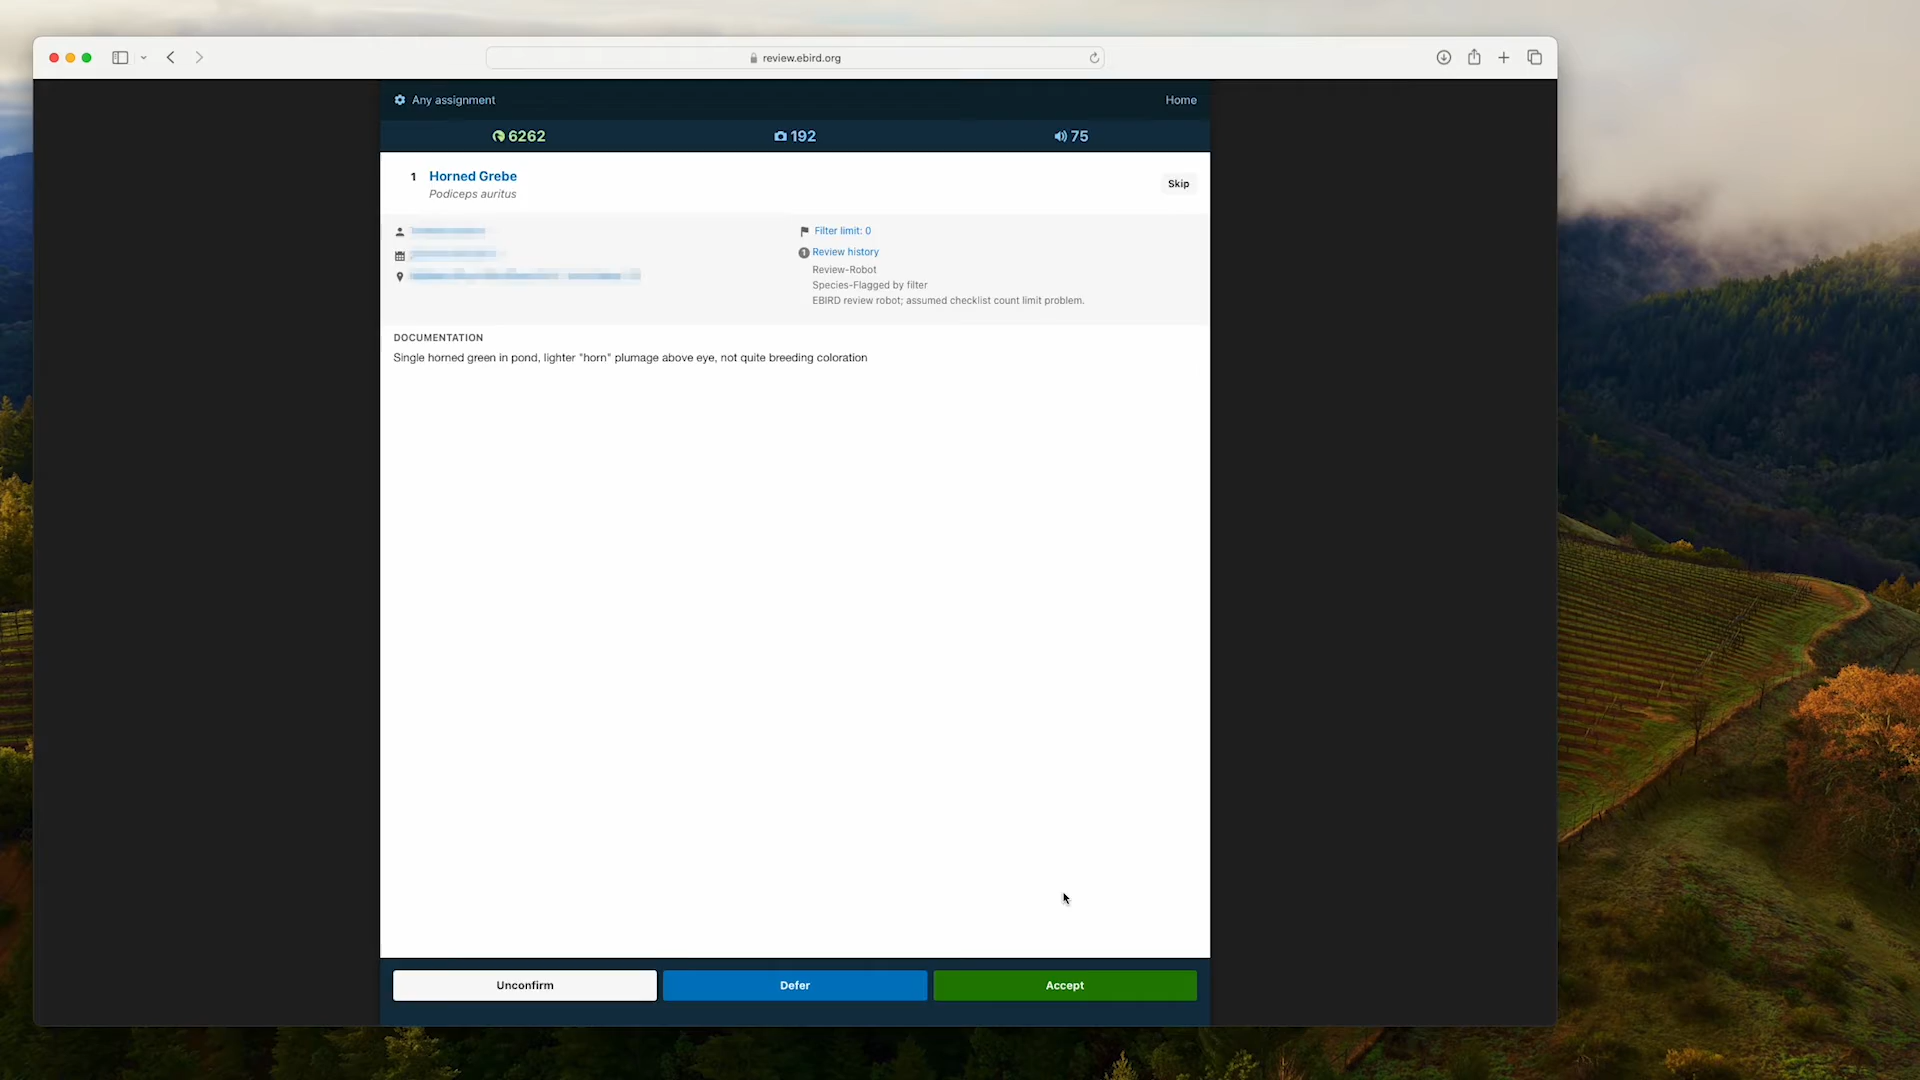 review.ebird.org
Any assignment
Home
6262
192
75
1 Horned Grebe
Podiceps auritus
Skip
Filter limit: 0
1 Review history
Review-Robot
Species-Flagged by filter
EBIRD review robot; assumed checklist count limit problem.
DOCUMENTATION
Single horned green in pond, lighter "horn" plumage above eye, not quite breeding coloration
Unconfirm
Defer
Accept